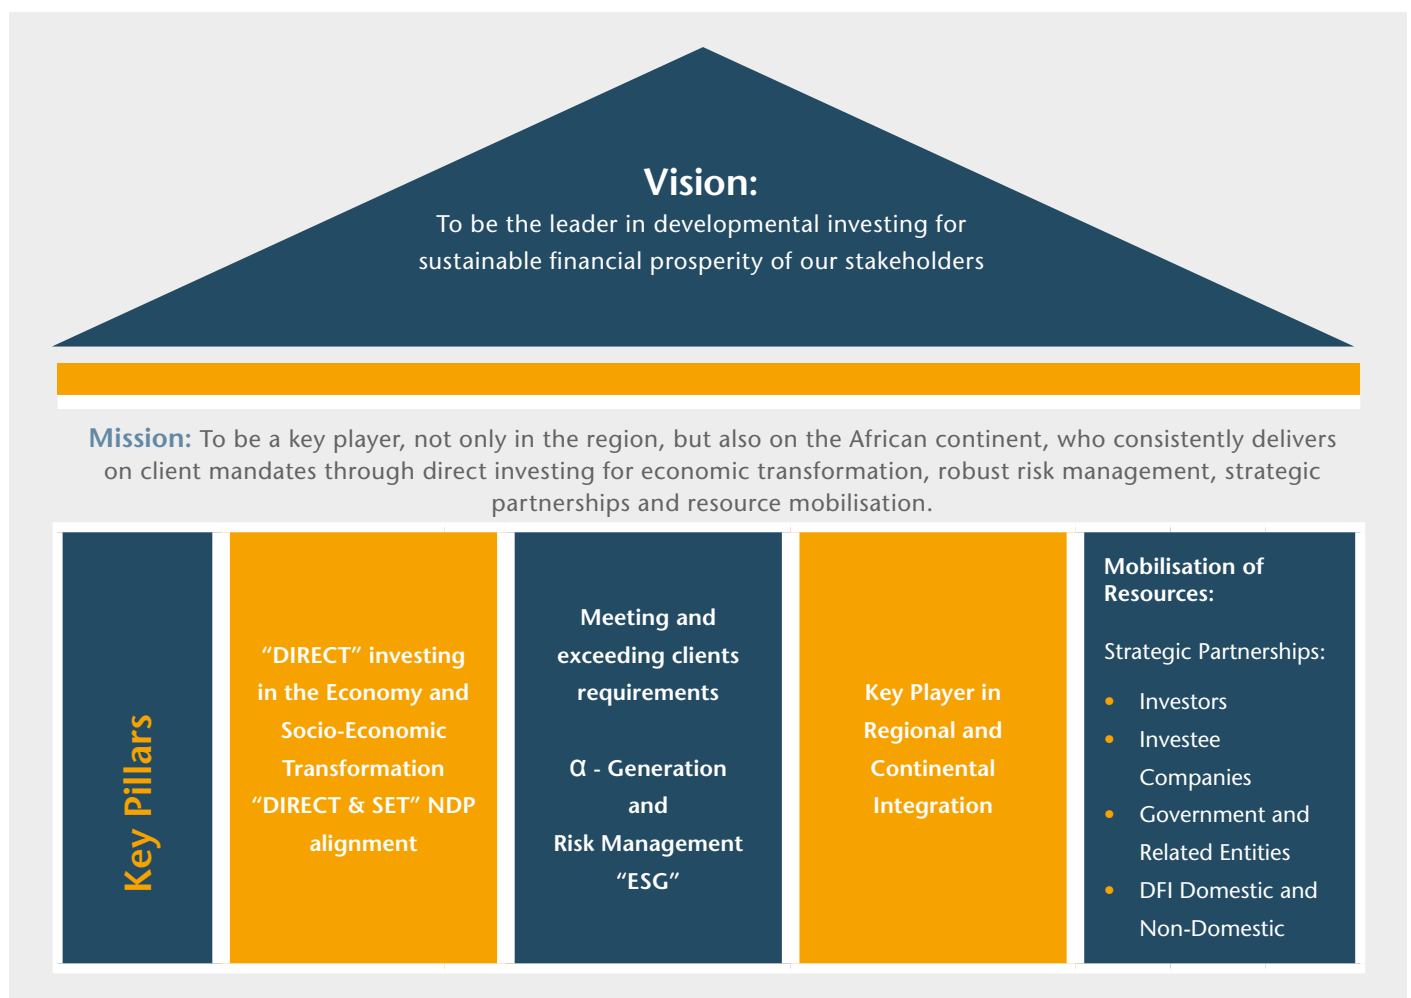 Vision:
To be the leader in developmental investing for
sustainable financial prosperity of our stakeholders
Mission: To be a key player, not only in the region, but also on the African continent, who consistently delivers
on client mandates through direct investing for economic transformation, robust risk management, strategic
partnerships and resource mobilisation.
Key Pillars
“DIRECT” investing
in the Economy and
Socio-Economic
Transformation
“DIRECT & SET” NDP
alignment
Meeting and
exceeding clients
requirements
α - Generation
and
Risk Management
“ESG”
Key Player in
Regional and
Continental
Integration
Mobilisation of
Resources:
Strategic Partnerships:
• Investors
• Investee
Companies
• Government and
Related Entities
• DFI Domestic and
Non-Domestic